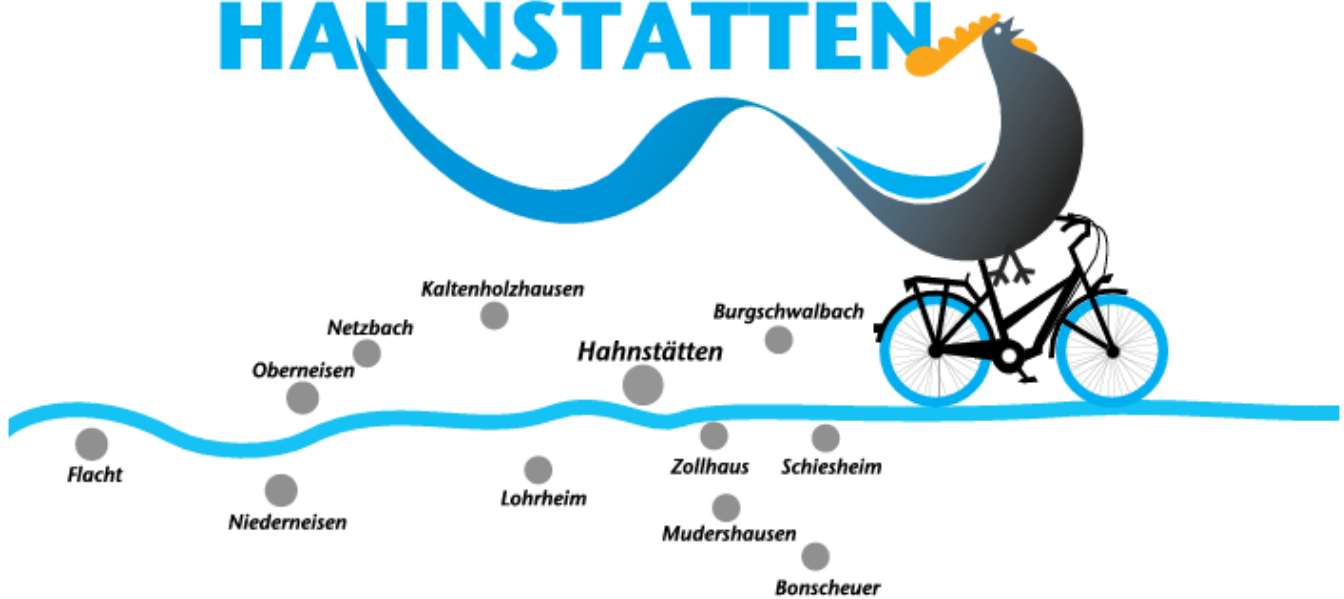 HAHNSTATTEN
Kaltenholzhausen
Burgschwalbach
Netzbach
Hahnstätten
Oberneisen
Flacht
Zollhaus
Schiesheim
Lohrheim
Niederneisen
Mudershausen
Bonscheuer